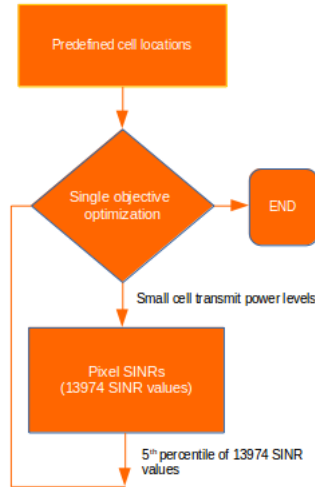 Predefined cell locations
Single objective
optimization
END
Small cell transmit power levels
Pixel SINRs
(13974 SINR values)
5th percentile of 13974 SINR
values